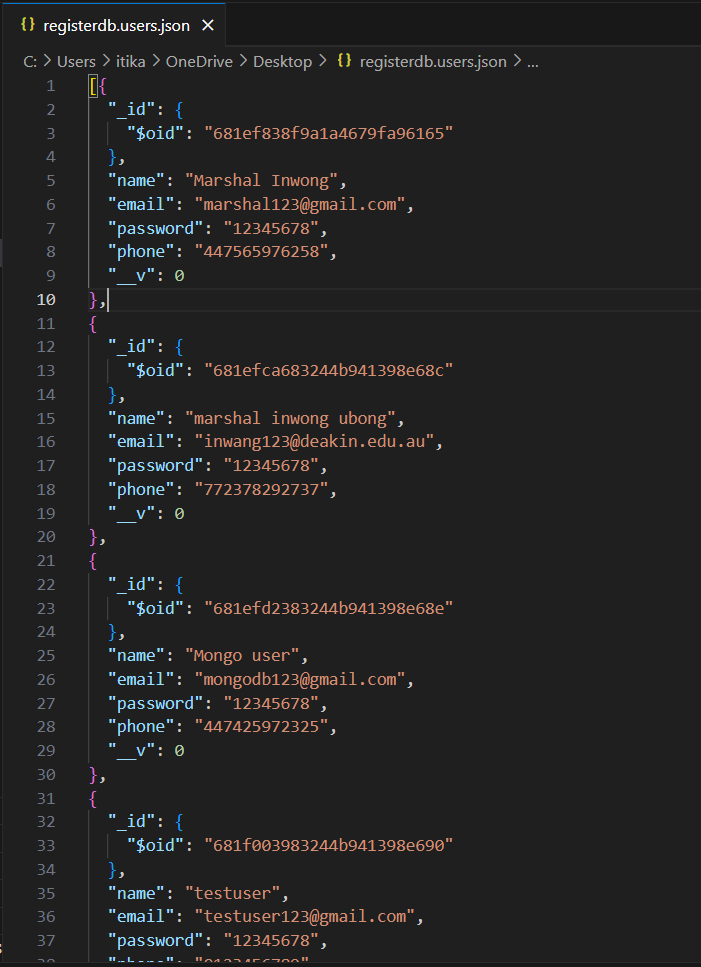 {} registerdb.users.json ×
C: > Users > itika > OneDrive > Desktop > {} registerdb.users.json > ...
1 [{
2 "_id": {
3 "$oid": "681ef838f9a1a4679fa96165"
4 },
5 "name": "Marshal Inwong",
6 "email": "marshal123@gmail.com",
7 "password": "12345678",
8 "phone": "447565976258",
9 "__v": 0
10 },
11 {
12 "_id": {
13 "$oid": "681efca683244b941398e68c"
14 },
15 "name": "marshal inwong ubong",
16 "email": "inwang123@deakin.edu.au",
17 "password": "12345678",
18 "phone": "772378292737",
19 "__v": 0
20 },
21 {
22 "_id": {
23 "$oid": "681efd2383244b941398e68e"
24 },
25 "name": "Mongo user",
26 "email": "mongodb123@gmail.com",
27 "password": "12345678",
28 "phone": "447425972325",
29 "__v": 0
30 },
31 {
32 "_id": {
33 "$oid": "681f003983244b941398e690"
34 },
35 "name": "testuser",
36 "email": "testuser123@gmail.com",
37 "password": "12345678",
38 "phone":